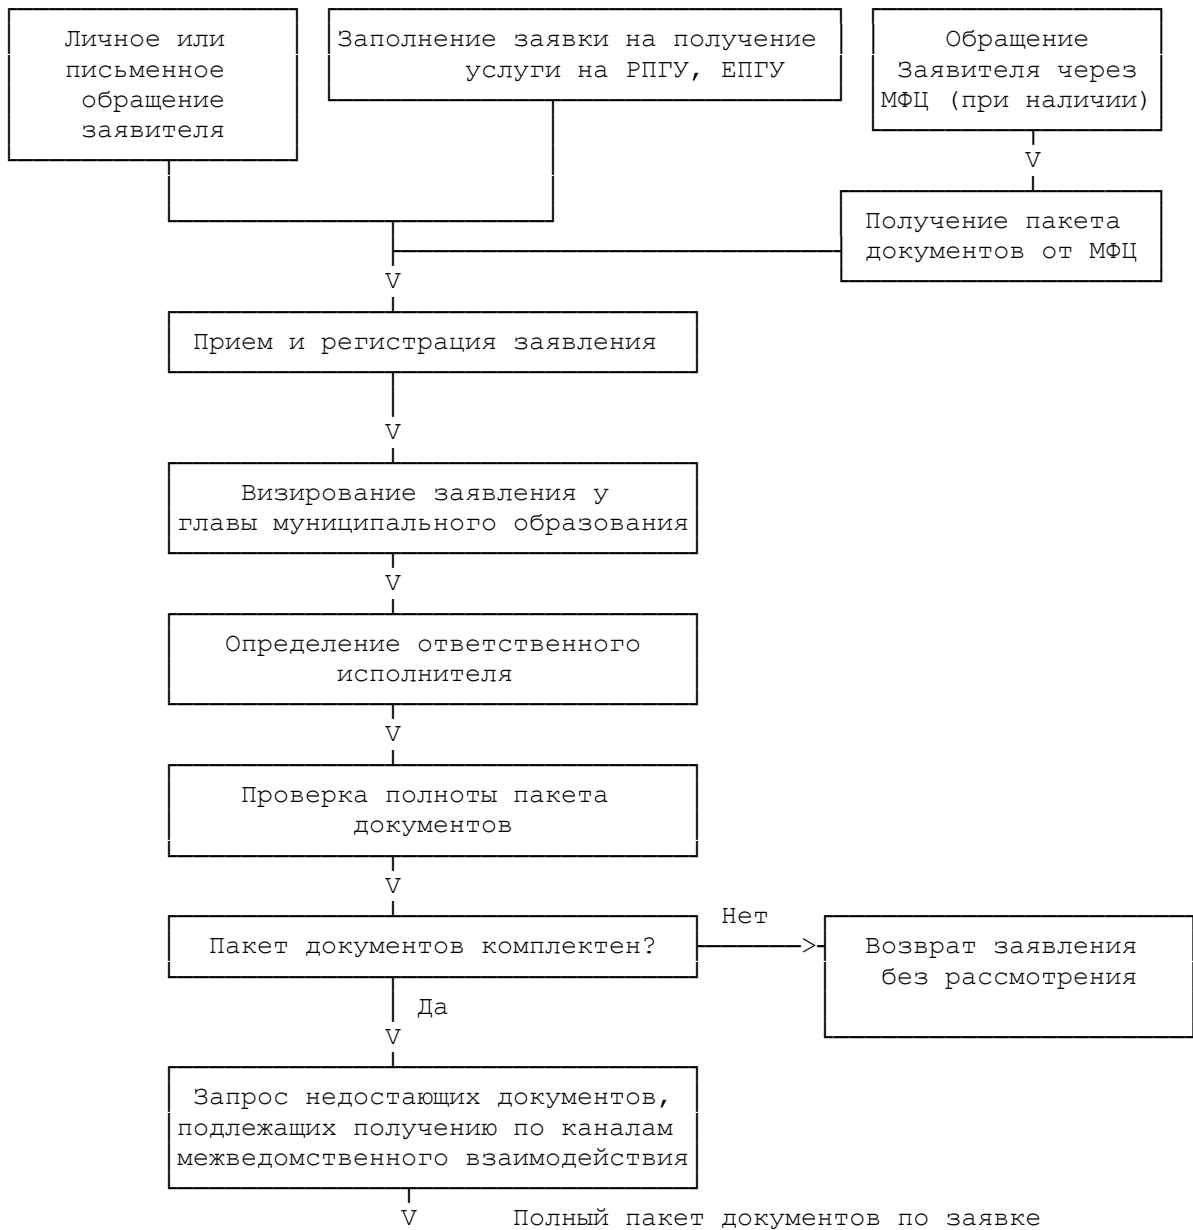 Личное или
письменное
обращение
заявителя
Заполнение заявки на получение
услуги на РПГУ, ЕПГУ
Обращение
Заявителя через
МФЦ (при наличии)
V
Получение пакета
документов от МФЦ
V
Прием и регистрация заявления
V
Визирование заявления у
главы муниципального образования
V
Определение ответственного
исполнителя
V
Проверка полноты пакета
документов
V
Пакет документов комплектен?
Нет
>
Возврат заявления
без рассмотрения
Да
V
Запрос недостающих документов,
подлежащих получению по каналам
межведомственного взаимодействия
V Полный пакет документов по заявке